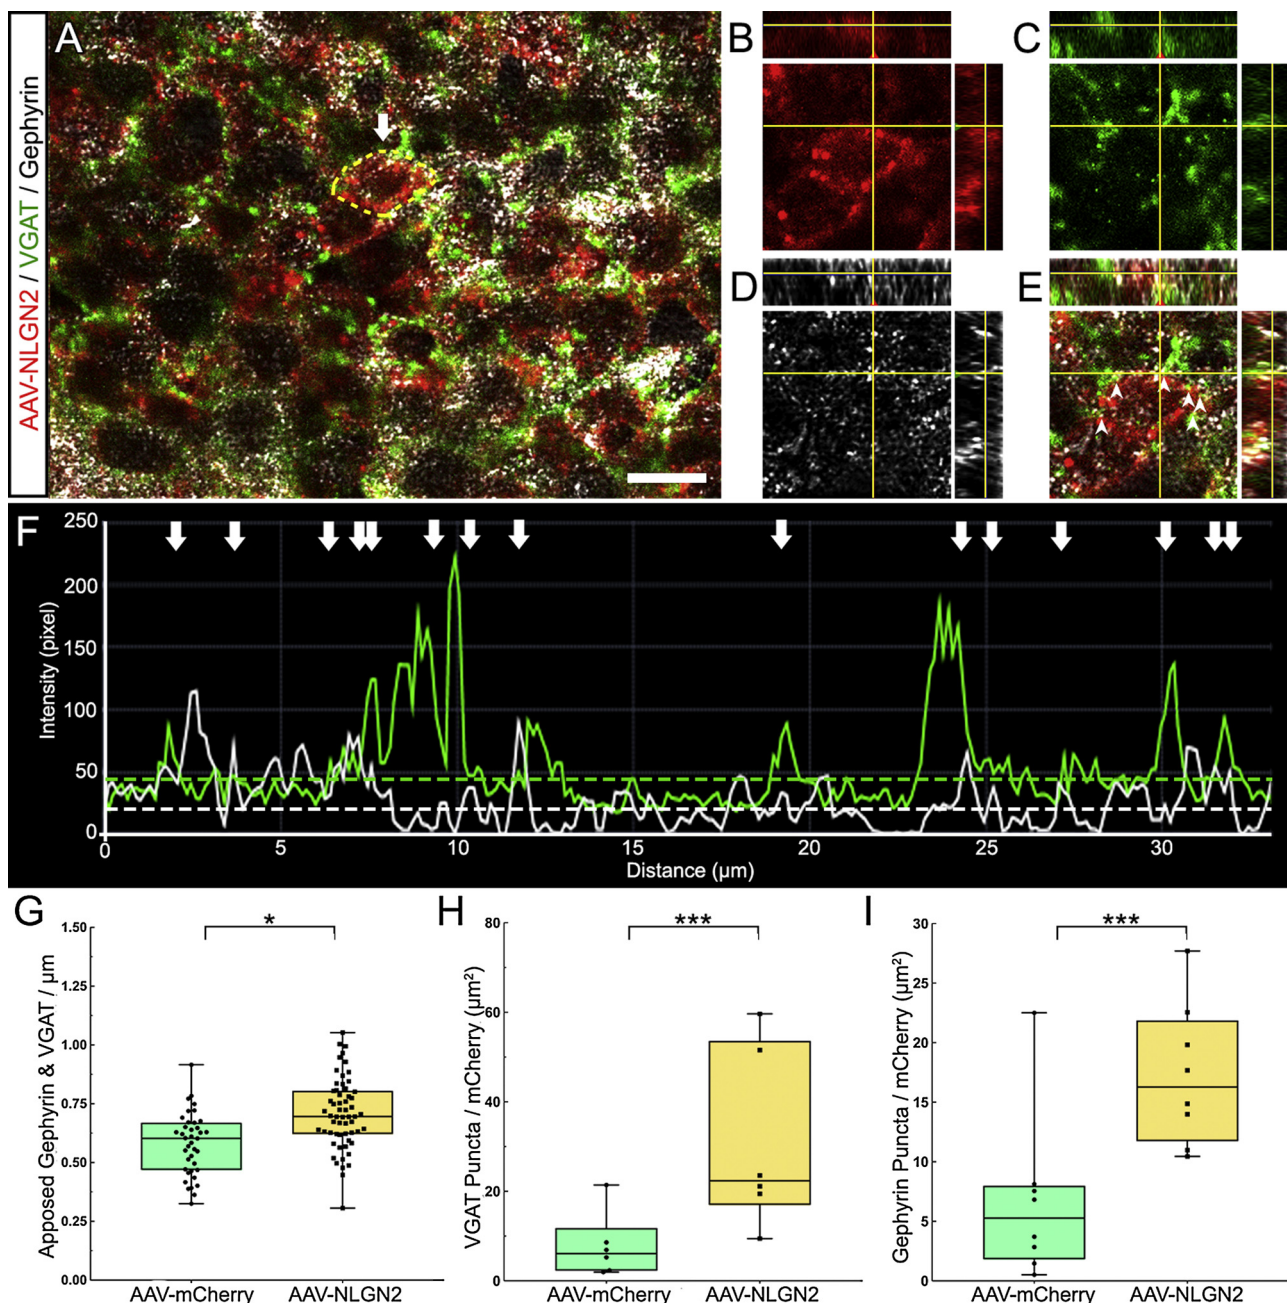 A
AAV-NLGN2 / VGAT / Gephyrin
B
C
D
E
F
250
200
150
100
50
0
Intensity (pixel)
0 5 10 15 20 25 30
Distance (μm)
G
*
1.50
1.25
1.00
0.75
0.50
0.25
0.00
Apposed Gephyrin & VGAT / μm
AAV-mCherry AAV-NLGN2
H
***
80
60
40
20
0
VGAT Puncta / mCherry (μm²)
AAV-mCherry AAV-NLGN2
I
***
30
25
20
15
10
5
0
Gephyrin Puncta / mCherry (μm²)
AAV-mCherry AAV-NLGN2